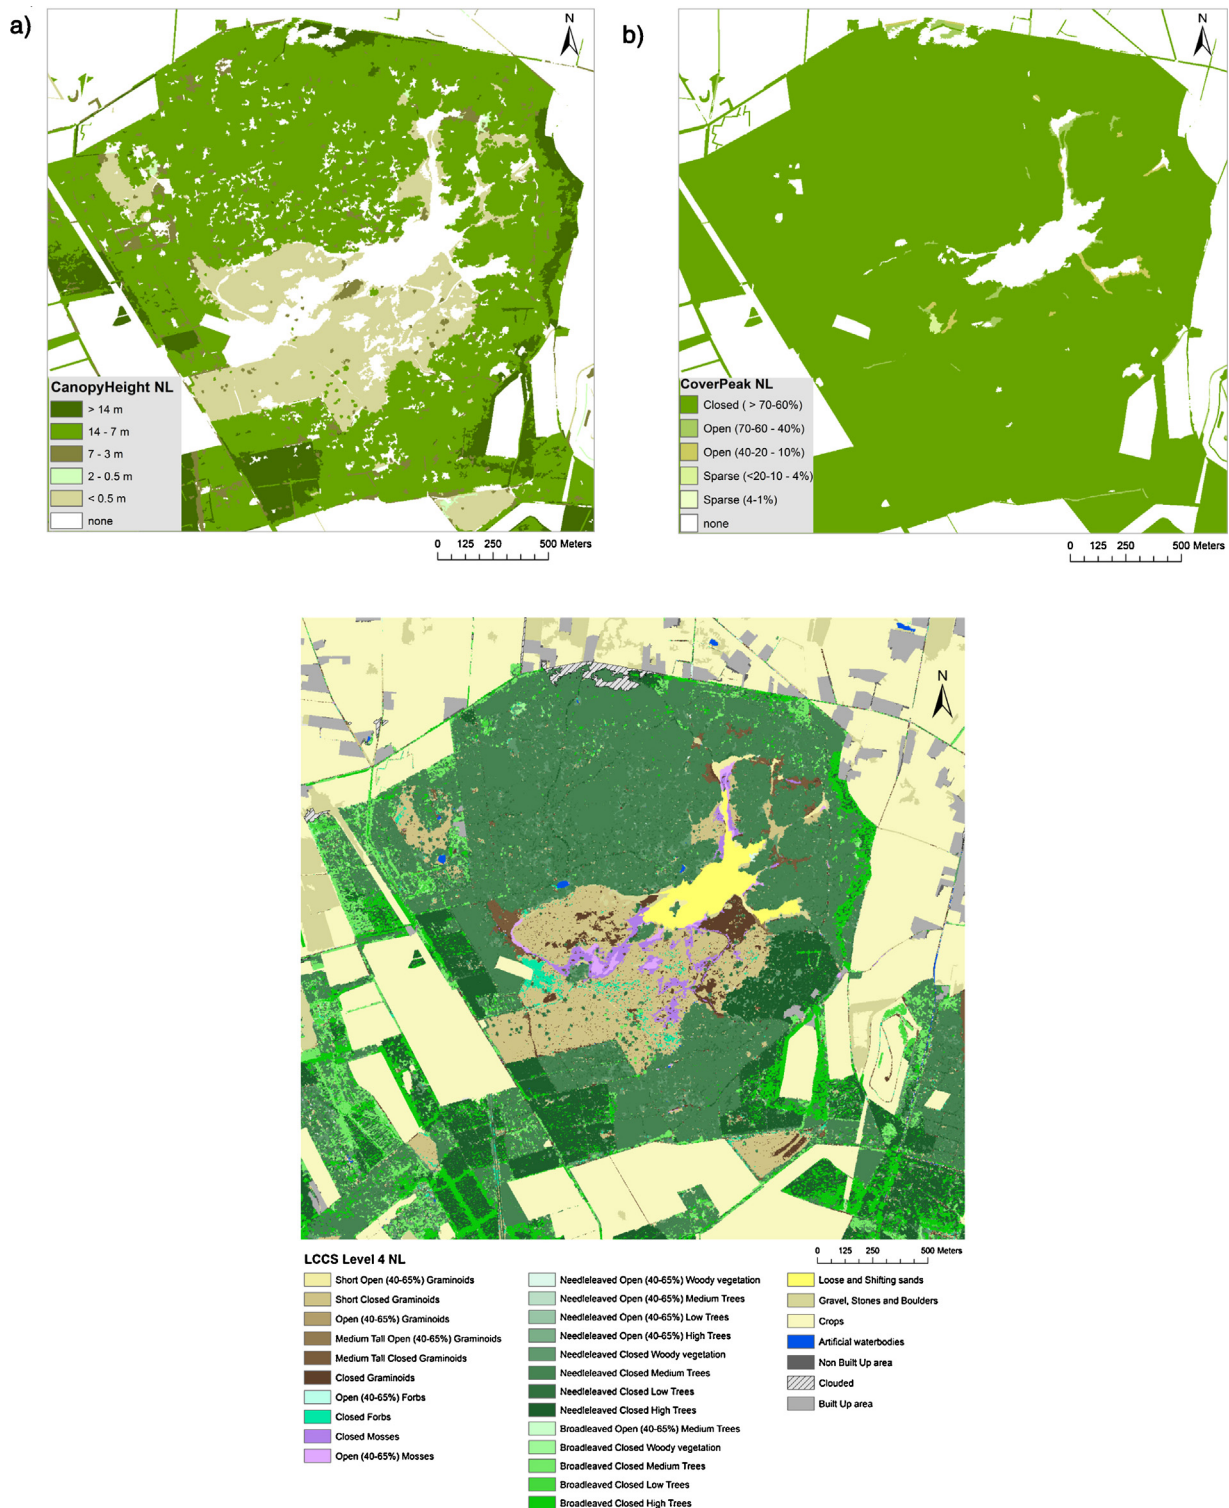 a)
N
CanopyHeight NL
> 14 m
14 - 7 m
7 - 3 m
2 - 0.5 m
< 0.5 m
none
0 125 250 500 Meters
b)
N
CoverPeak NL
Closed ( > 70-60%)
Open (70-60 - 40%)
Open (40-20 - 10%)
Sparse (<20-10 - 4%)
Sparse (4-1%)
none
0 125 250 500 Meters
N
0 125 250 500 Meters
LCCS Level 4 NL
Short Open (40-65%) Graminoids
Short Closed Graminoids
Open (40-65%) Graminoids
Medium Tall Open (40-65%) Graminoids
Medium Tall Closed Graminoids
Closed Graminoids
Open (40-65%) Forbs
Closed Forbs
Closed Mosses
Open (40-65%) Mosses
Needleleaved Open (40-65%) Woody vegetation
Needleleaved Open (40-65%) Medium Trees
Needleleaved Open (40-65%) Low Trees
Needleleaved Open (40-65%) High Trees
Needleleaved Closed Woody vegetation
Needleleaved Closed Medium Trees
Needleleaved Closed Low Trees
Needleleaved Closed High Trees
Broadleaved Open (40-65%) Medium Trees
Broadleaved Closed Woody vegetation
Broadleaved Closed Medium Trees
Broadleaved Closed Low Trees
Broadleaved Closed High Trees
Loose and Shifting sands
Gravel, Stones and Boulders
Crops
Artificial waterbodies
Non Built Up area
Clouded
Built Up area